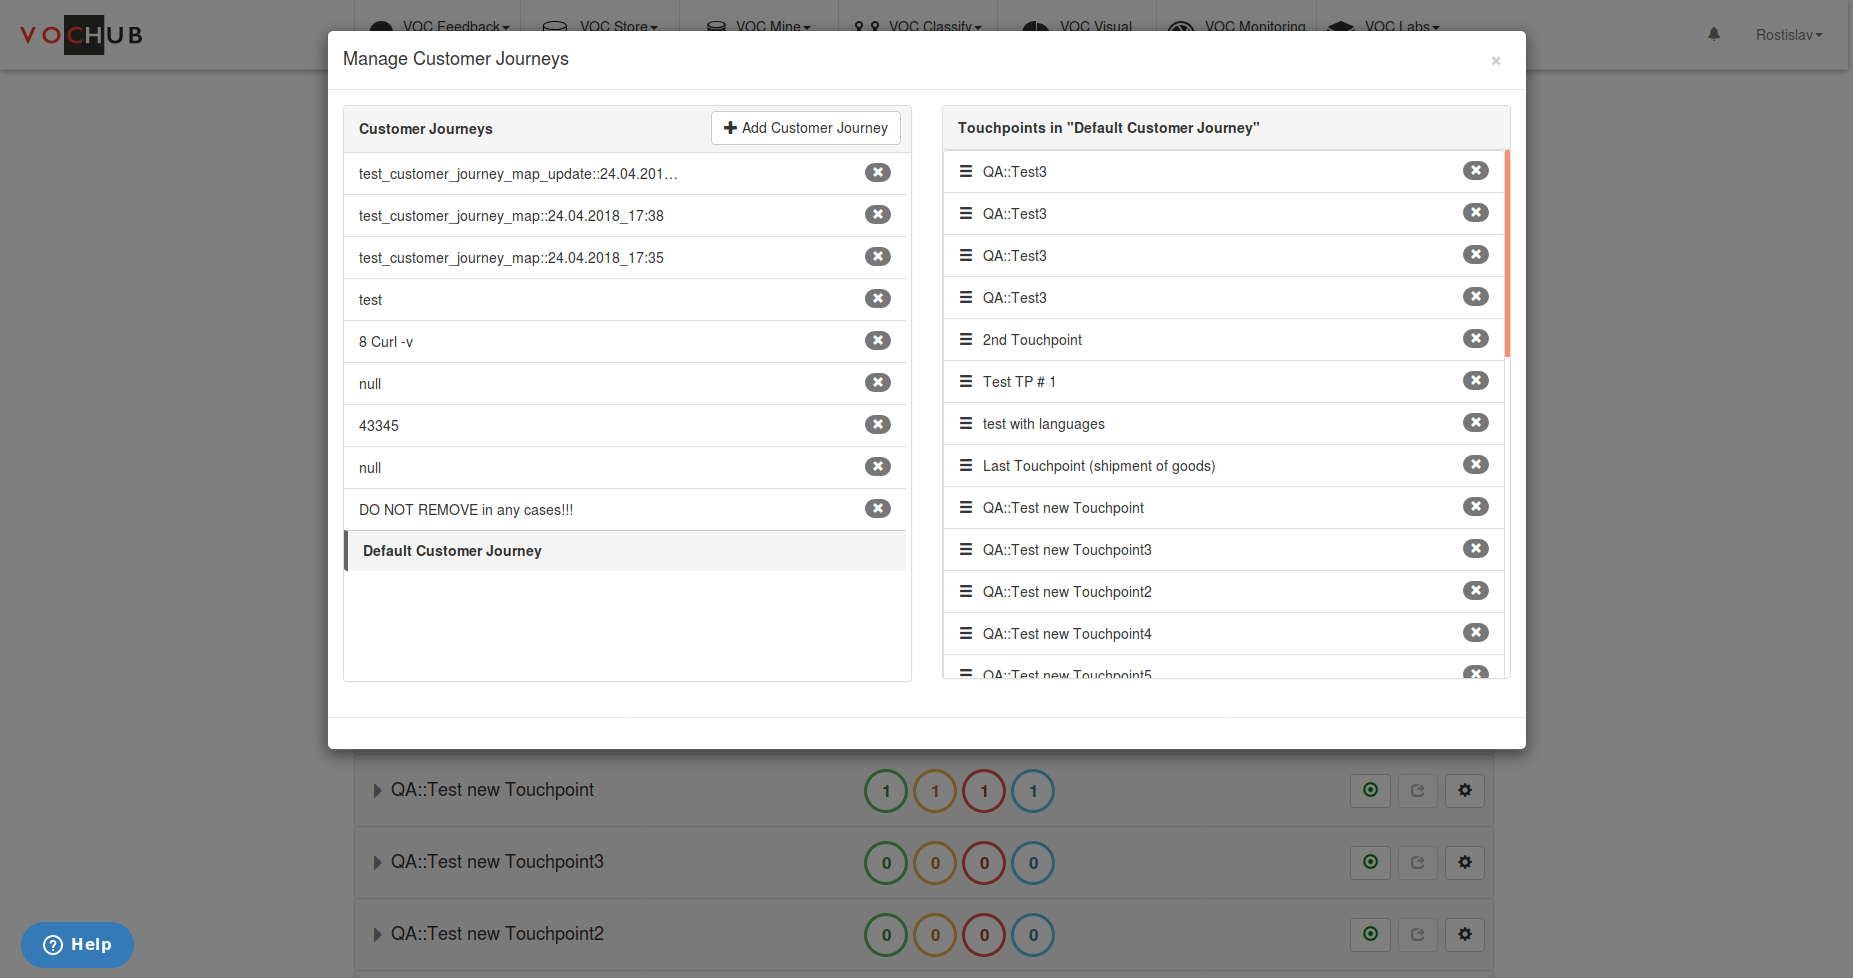 VOCHUB
VOC Feedback
VOC Store
VOC Mine
VOC Classify
VOC Visual
VOC Monitoring
VOC Labs
Rostislav
Manage Customer Journeys
×
Customer Journeys
Add Customer Journey
test_customer_journey_map_update::24.04.201...
test_customer_journey_map::24.04.2018_17:38
test_customer_journey_map::24.04.2018_17:35
test
8 Curl -v
null
43345
null
DO NOT REMOVE in any cases!!!
Default Customer Journey
Touchpoints in "Default Customer Journey"
QA::Test3
QA::Test3
QA::Test3
QA::Test3
2nd Touchpoint
Test TP # 1
test with languages
Last Touchpoint (shipment of goods)
QA::Test new Touchpoint
QA::Test new Touchpoint3
QA::Test new Touchpoint2
QA::Test new Touchpoint4
QA::Test new Touchpoint5
QA::Test new Touchpoint 1 1 1 1
QA::Test new Touchpoint3 0 0 0 0
QA::Test new Touchpoint2 0 0 0 0
Help